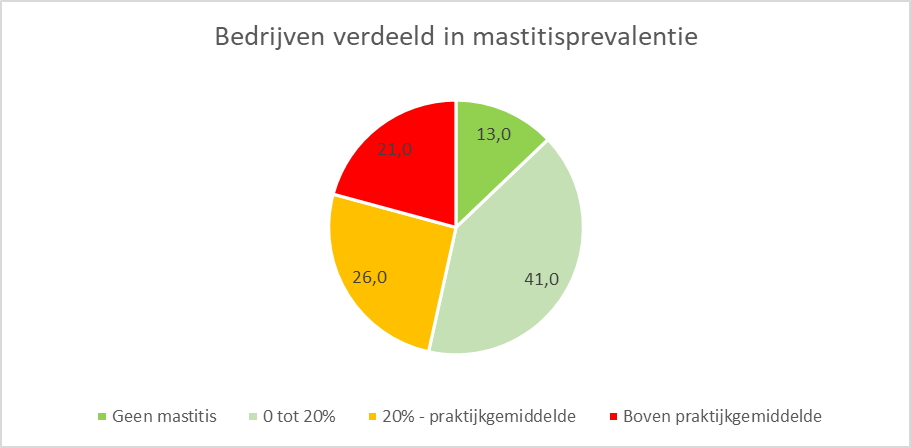 Bedrijven verdeeld in mastitisprevalentie
13,0
21,0
26,0
41,0
Geen mastitis 0 tot 20% 20% - praktijkgemiddelde Boven praktijkgemiddelde